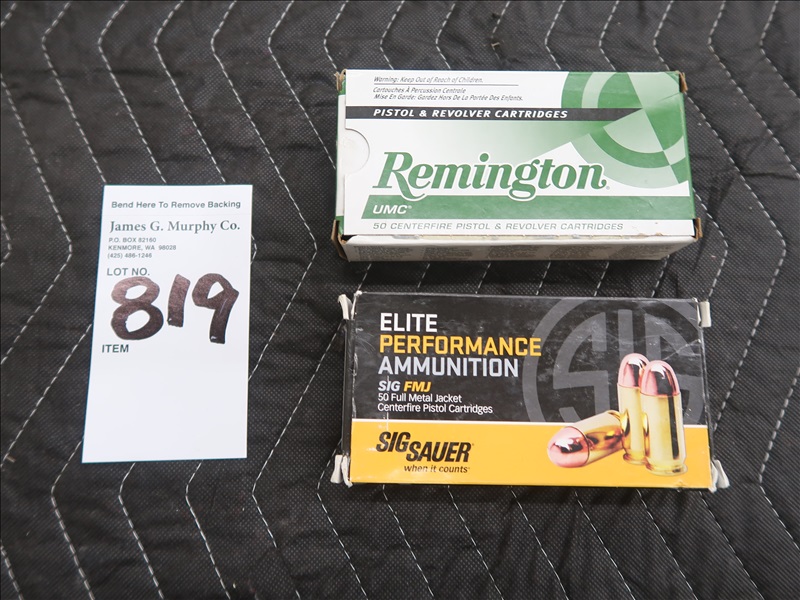 Bend Here To Remove Backing
James G. Murphy Co.
P.O. BOX 82160
KENMORE, WA 98028
(425) 486-1246
LOT NO.
819
ITEM
Warning: Keep Out of Reach of Children.
Cartouches À Percussion Centrale
Mise En Garde: Gardez Hors De La Portée Des Enfants.
PISTOL & REVOLVER CARTRIDGES
Remington
UMC
50 CENTERFIRE PISTOL & REVOLVER CARTRIDGES
SIG
ELITE
PERFORMANCE
AMMUNITION
SIG FMJ
50 Full Metal Jacket
Centerfire Pistol Cartridges
SIG SAUER
when it counts